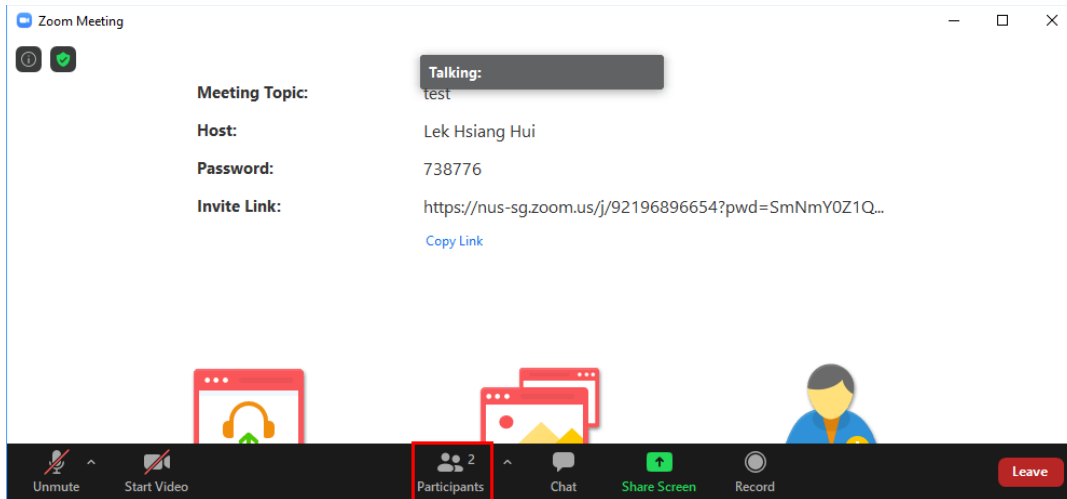 Zoom Meeting
Talking:
Meeting Topic: test
Host: Lek Hsiang Hui
Password: 738776
Invite Link: https://nus-sg.zoom.us/j/92196896654?pwd=SmNmY0Z1Q...
Copy Link
2
Unmute Start Video Participants Chat Share Screen Record Leave